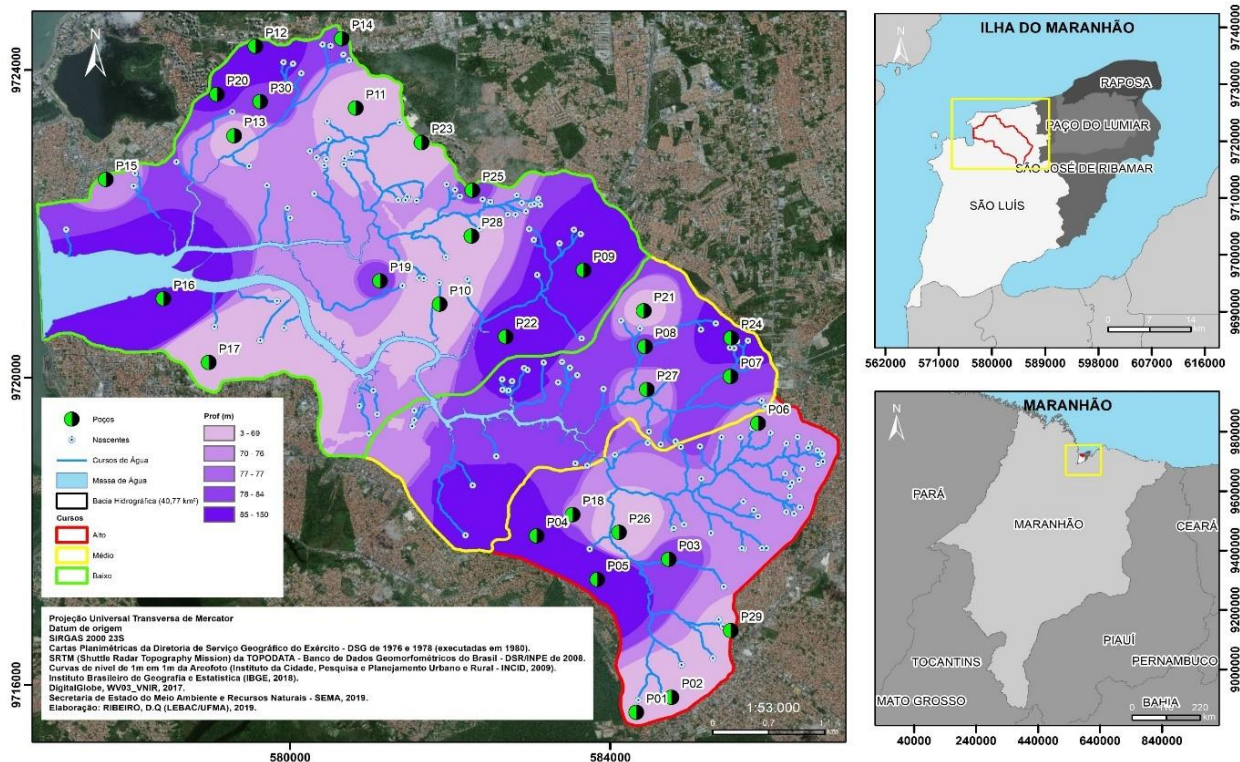 P14
P12
P20
P30
P11
P13
P23
P15
P25
P28
P09
P19
P16
P10
P21
P22
P08
P24
P17
P07
P27
P06
P18
P04
P26
P03
P05
P29
P01
P02
9724000
9720000
9716000
580000
584000
N
Poços
Nascentes
Cursos de Água
Massa de Água
Bacia Hidrográfica (40,77 km²)
Cursos
Alto
Médio
Baixo
Prof (m)
3 - 69
70 - 76
77 - 77
78 - 84
85 - 150
Projeção Universal Transversa de Mercator
Datum de origem
SIRGAS 2000 23S
Cartas Planimétricas da Diretoria de Serviço Geográfico do Exército - DSG de 1976 e 1978 (executadas em 1980).
SRTM (Shuttle Radar Topography Mission) da TOPODATA - Banco de Dados Geomorfométricos do Brasil - DSR/INPE de 2008.
Curvas de nível de 1m em 1m da Aerofoto (Instituto da Cidade, Pesquisa e Planejamento Urbano e Rural - INCID, 2009).
Instituto Brasileiro de Geografia e Estatística (IBGE, 2018).
DigitalGlobe, WV03_VNIR, 2017.
Secretaria de Estado do Meio Ambiente e Recursos Naturais - SEMA, 2019.
Elaboração: RIBEIRO, D.Q (LEBAC/UFMA), 2019.
1:53.000
0 0,7 1
km
ILHA DO MARANHÃO
N
RAPOSA
PAÇO DO LUMIAR
SÃO JOSÉ DE RIBAMAR
SÃO LUÍS
0 7 14
km
9740000
9730000
9720000
9710000
9700000
9690000
562000 571000 580000 589000 598000 607000 616000
MARANHÃO
N
PARÁ
MARANHÃO
CEARÁ
PIAUÍ
PERNAMBUCO
TOCANTINS
MATO GROSSO
BAHIA
0 110 220
km
9800000
9600000
9400000
9200000
9000000
40000 240000 440000 640000 840000